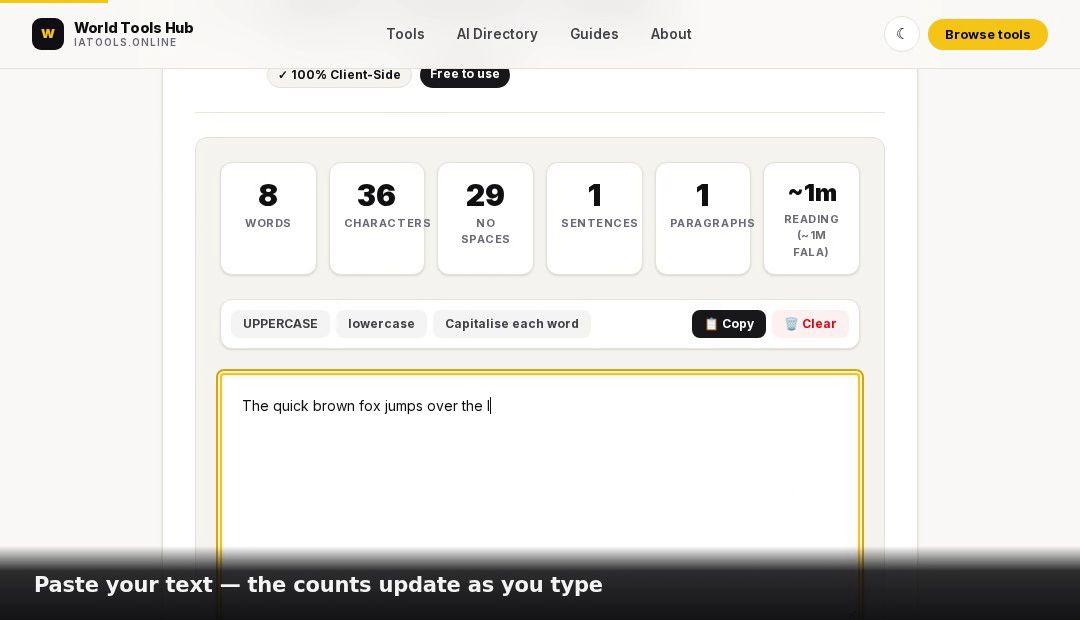 W
World Tools Hub
IATOOLS.ONLINE
Tools
AI Directory
Guides
About
☾
Browse tools
✓ 100% Client-Side
Free to use
8
WORDS
36
CHARACTERS
29
NO
SPACES
1
SENTENCES
1
PARAGRAPHS
~1m
READING
(~1M
FALA)
UPPERCASE
lowercase
Capitalise each word
📋 Copy
🗑️ Clear
The quick brown fox jumps over the l
Paste your text — the counts update as you type